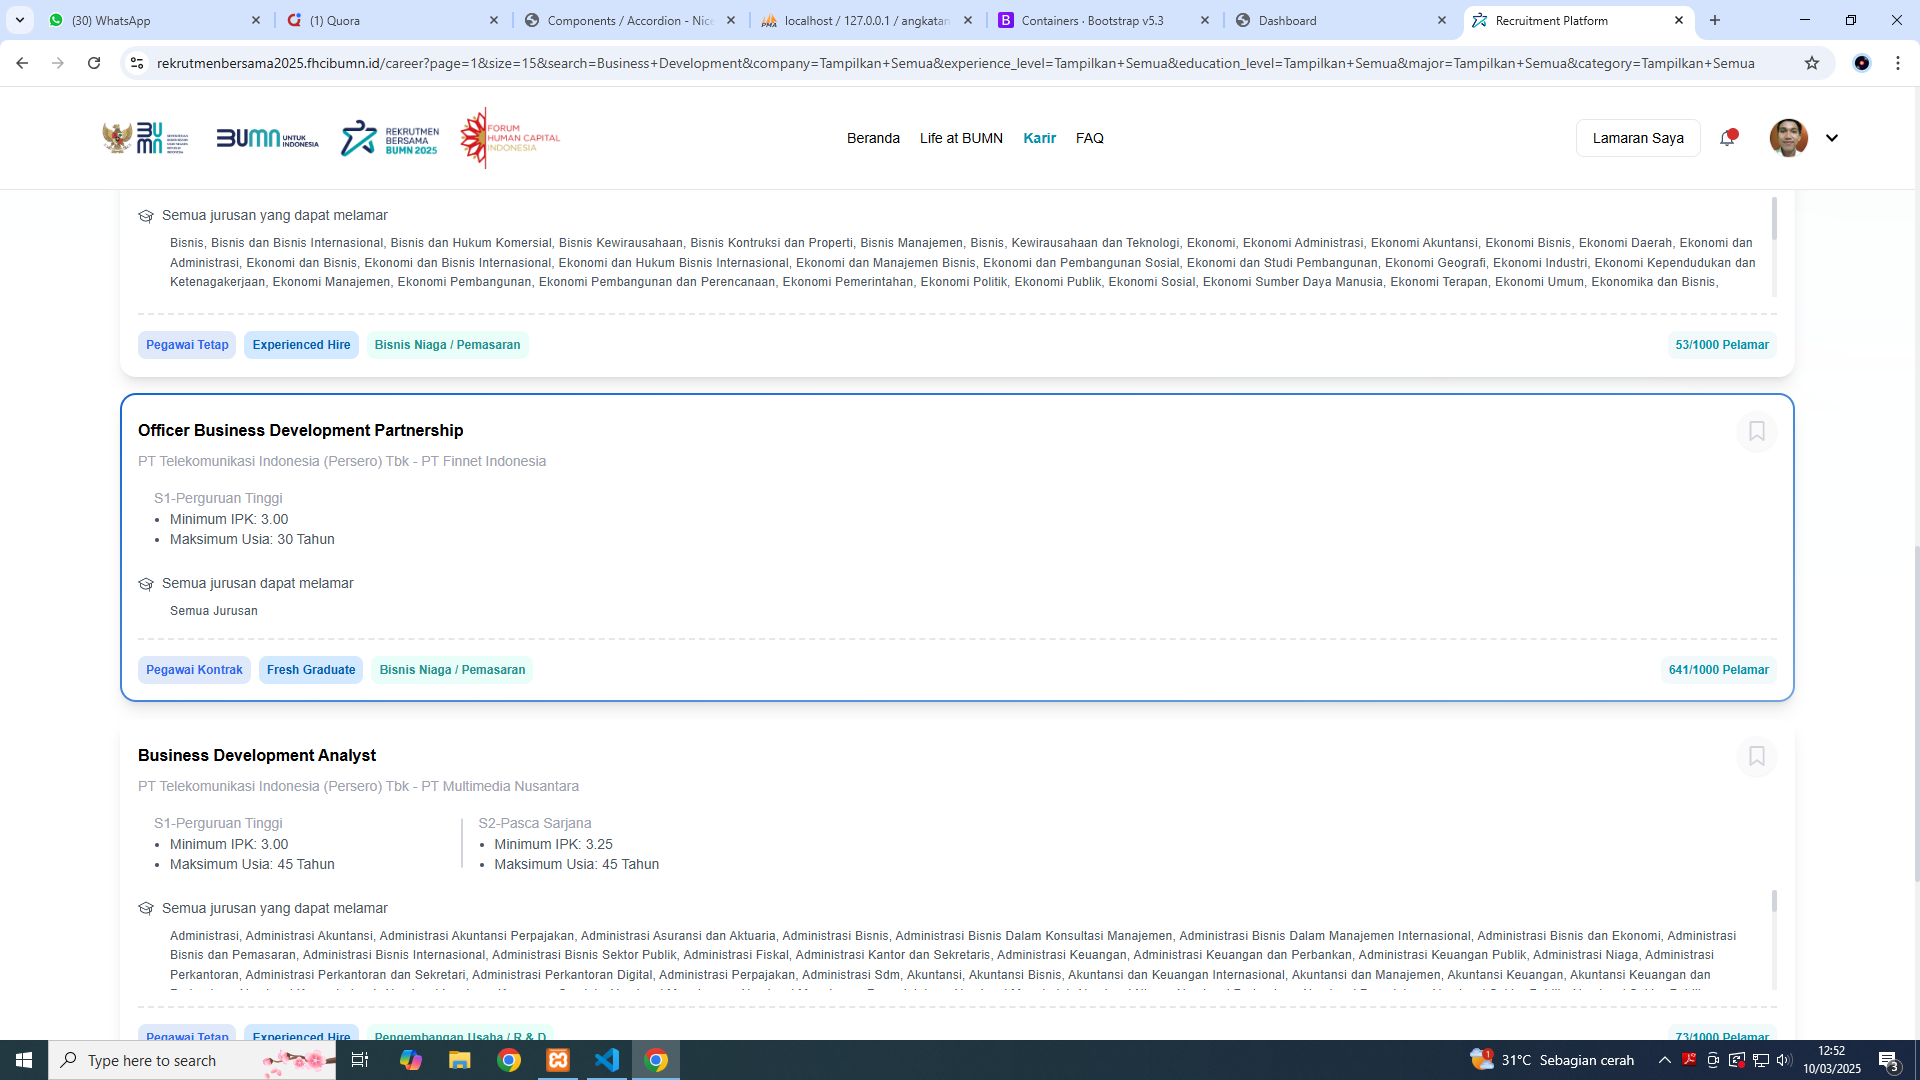 (30) WhatsApp
(1) Quora
Components / Accordion - Nice
localhost / 127.0.0.1 / angkatan
Containers · Bootstrap v5.3
Dashboard
Recruitment Platform
rekrutmenbersama2025.fhcibumn.id/career?page=1&size=15&search=Business+Development&company=Tampilkan+Semua&experience_level=Tampilkan+Semua&education_level=Tampilkan+Semua&major=Tampilkan+Semua&category=Tampilkan+Semua
BUMN
BUMN UNTUK INDONESIA
REKRUTMEN BERSAMA BUMN 2025
FORUM HUMAN CAPITAL INDONESIA
Beranda
Life at BUMN
Karir
FAQ
Lamaran Saya
Semua jurusan yang dapat melamar
Bisnis, Bisnis dan Bisnis Internasional, Bisnis dan Hukum Komersial, Bisnis Kewirausahaan, Bisnis Kontruksi dan Properti, Bisnis Manajemen, Bisnis, Kewirausahaan dan Teknologi, Ekonomi, Ekonomi Administrasi, Ekonomi Akuntansi, Ekonomi Bisnis, Ekonomi Daerah, Ekonomi dan
Administrasi, Ekonomi dan Bisnis, Ekonomi dan Bisnis Internasional, Ekonomi dan Hukum Bisnis Internasional, Ekonomi dan Manajemen Bisnis, Ekonomi dan Pembangunan Sosial, Ekonomi dan Studi Pembangunan, Ekonomi Geografi, Ekonomi Industri, Ekonomi Kependudukan dan
Ketenagakerjaan, Ekonomi Manajemen, Ekonomi Pembangunan, Ekonomi Pembangunan dan Perencanaan, Ekonomi Pemerintahan, Ekonomi Politik, Ekonomi Publik, Ekonomi Sosial, Ekonomi Sumber Daya Manusia, Ekonomi Terapan, Ekonomi Umum, Ekonomika dan Bisnis,
Pegawai Tetap
Experienced Hire
Bisnis Niaga / Pemasaran
53/1000 Pelamar
Officer Business Development Partnership
PT Telekomunikasi Indonesia (Persero) Tbk - PT Finnet Indonesia
S1-Perguruan Tinggi
• Minimum IPK: 3.00
• Maksimum Usia: 30 Tahun
Semua jurusan dapat melamar
Semua Jurusan
Pegawai Kontrak
Fresh Graduate
Bisnis Niaga / Pemasaran
641/1000 Pelamar
Business Development Analyst
PT Telekomunikasi Indonesia (Persero) Tbk - PT Multimedia Nusantara
S1-Perguruan Tinggi
• Minimum IPK: 3.00
• Maksimum Usia: 45 Tahun
S2-Pasca Sarjana
• Minimum IPK: 3.25
• Maksimum Usia: 45 Tahun
Semua jurusan yang dapat melamar
Administrasi, Administrasi Akuntansi, Administrasi Akuntansi Perpajakan, Administrasi Asuransi dan Aktuaria, Administrasi Bisnis, Administrasi Bisnis Dalam Konsultasi Manajemen, Administrasi Bisnis Dalam Manajemen Internasional, Administrasi Bisnis dan Ekonomi, Administrasi
Bisnis dan Pemasaran, Administrasi Bisnis Internasional, Administrasi Bisnis Sektor Publik, Administrasi Fiskal, Administrasi Kantor dan Sekretaris, Administrasi Keuangan, Administrasi Keuangan dan Perbankan, Administrasi Keuangan Publik, Administrasi Niaga, Administrasi
Perkantoran, Administrasi Perkantoran dan Sekretari, Administrasi Perkantoran Digital, Administrasi Perpajakan, Administrasi Sdm, Akuntansi, Akuntansi Bisnis, Akuntansi dan Keuangan Internasional, Akuntansi dan Manajemen, Akuntansi Keuangan, Akuntansi Keuangan dan
Pegawai Tetap
Experienced Hire
Pengembangan Usaha / R & D
73/1000 Pelamar
Type here to search
31°C Sebagian cerah
12:52
10/03/2025
3